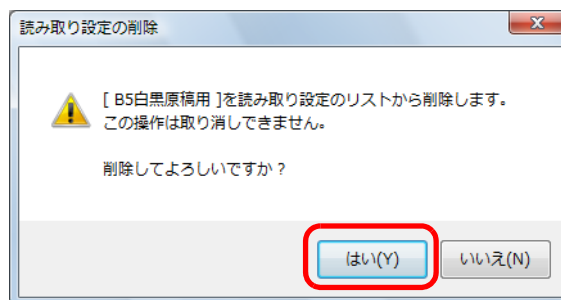 読み取り設定の削除
[ B5白黒原稿用 ]を読み取り設定のリストから削除します。
この操作は取り消しできません。
削除してよろしいですか？
はい(Y)
いいえ(N)